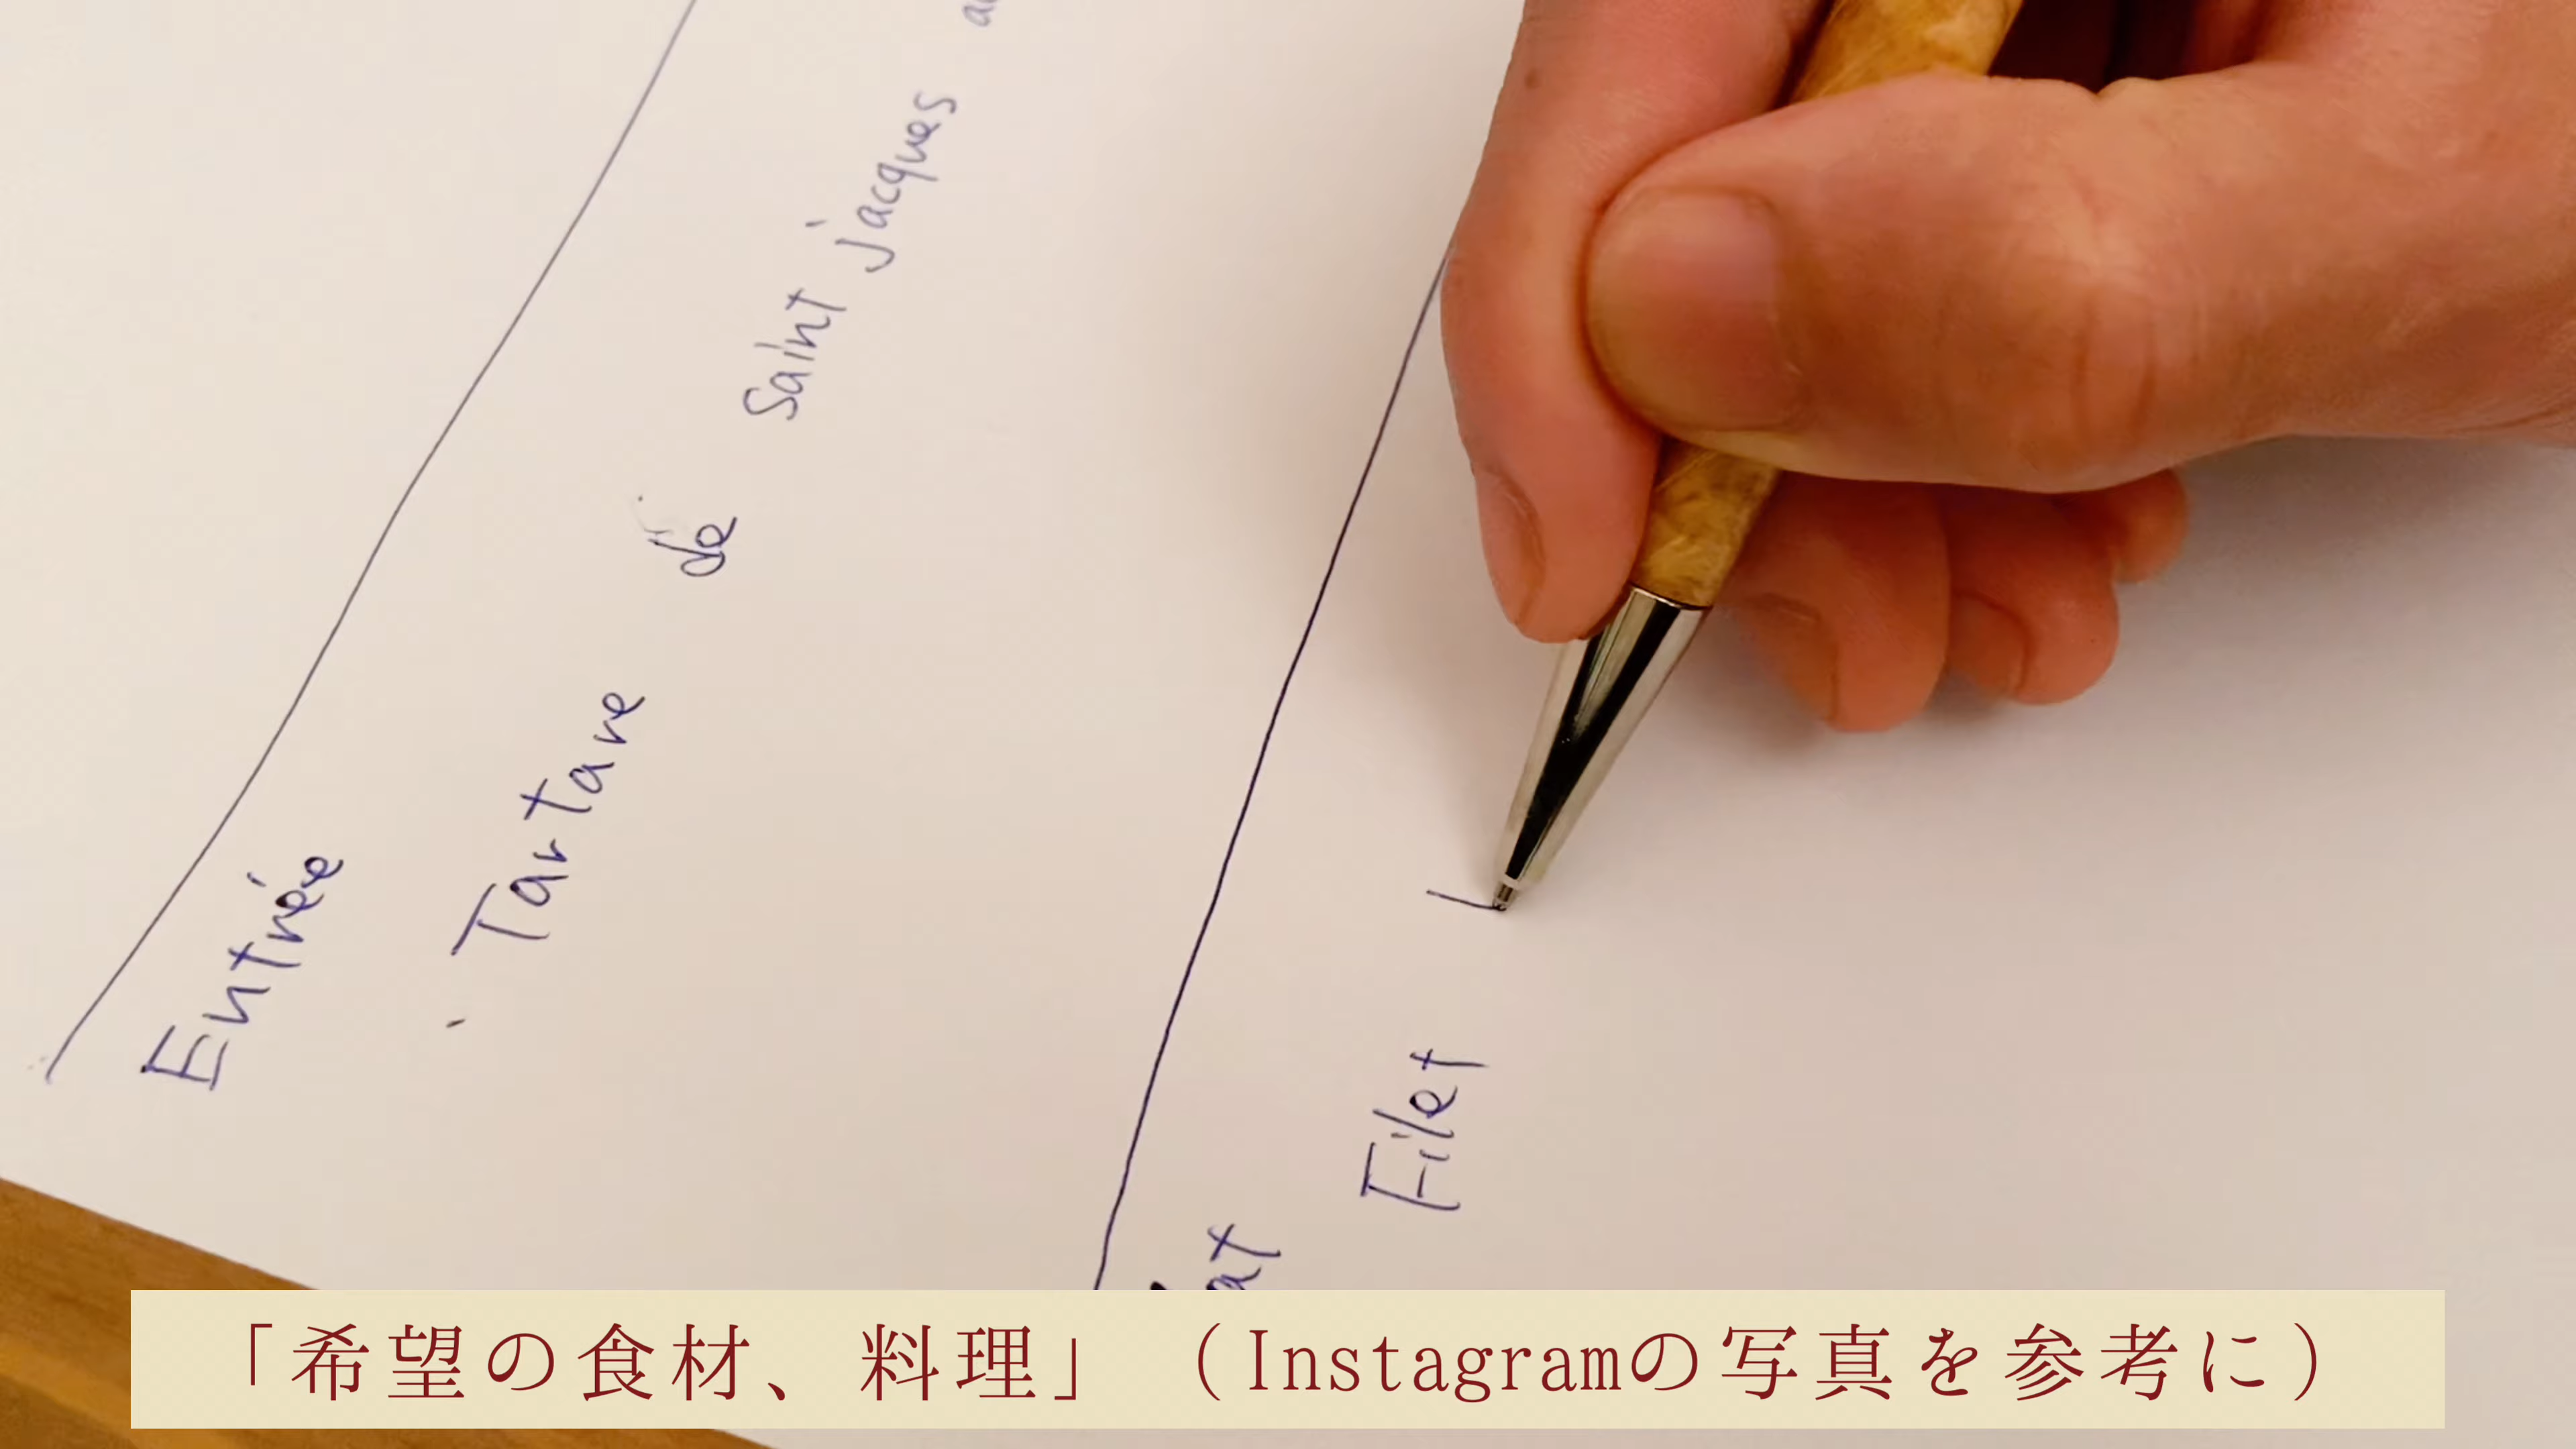 Entrée
Tartare de Saint jacques
Filet
「希望の食材、料理」 （Instagramの写真を参考に）